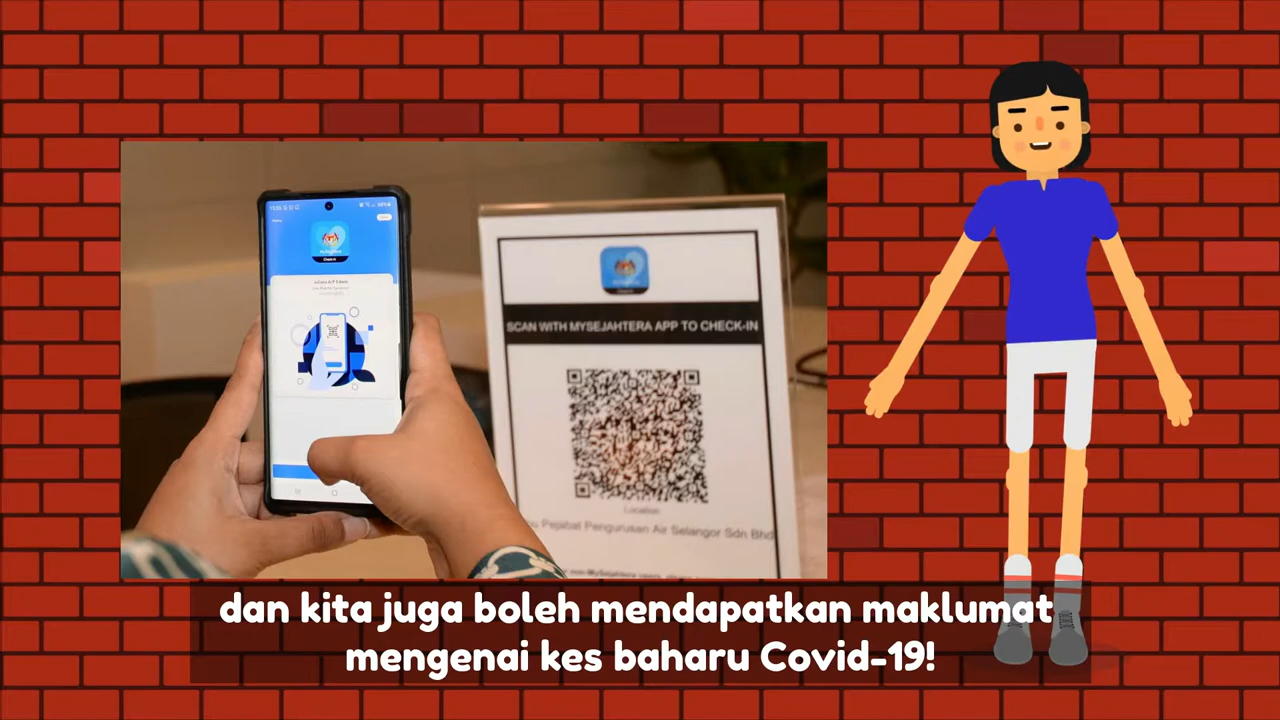 SCAN WITH MYSEJAHTERA APP TO CHECK-IN
Location
Pejabat Pengurusan Air Selangor Sdn Bhd
dan kita juga boleh mendapatkan maklumat
mengenai kes baharu Covid-19!